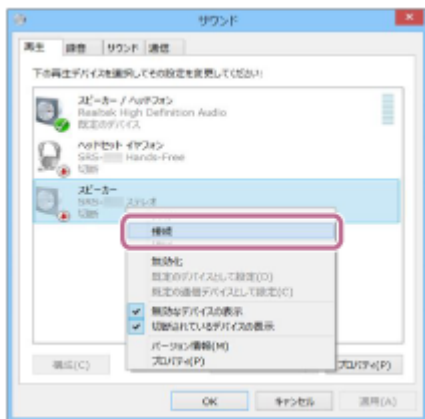 サウンド
再生 録音 サウンド 通信
下の再生デバイスを選択してその設定を変更してください:
スピーカー / ヘッドフォン
Realtek High Definition Audio
既定のデバイス
ヘッドセット イヤフォン
SRS- Hands-Free
切断
スピーカー
SRS- ステレオ
切断
接続
無効化
既定のデバイスとして設定(D)
既定の通信デバイスとして設定(C)
無効なデバイスの表示
切断されているデバイスの表示
バージョン情報(M)
プロパティ(P)
構成(C) プロパティ(P)
OK キャンセル 適用(A)